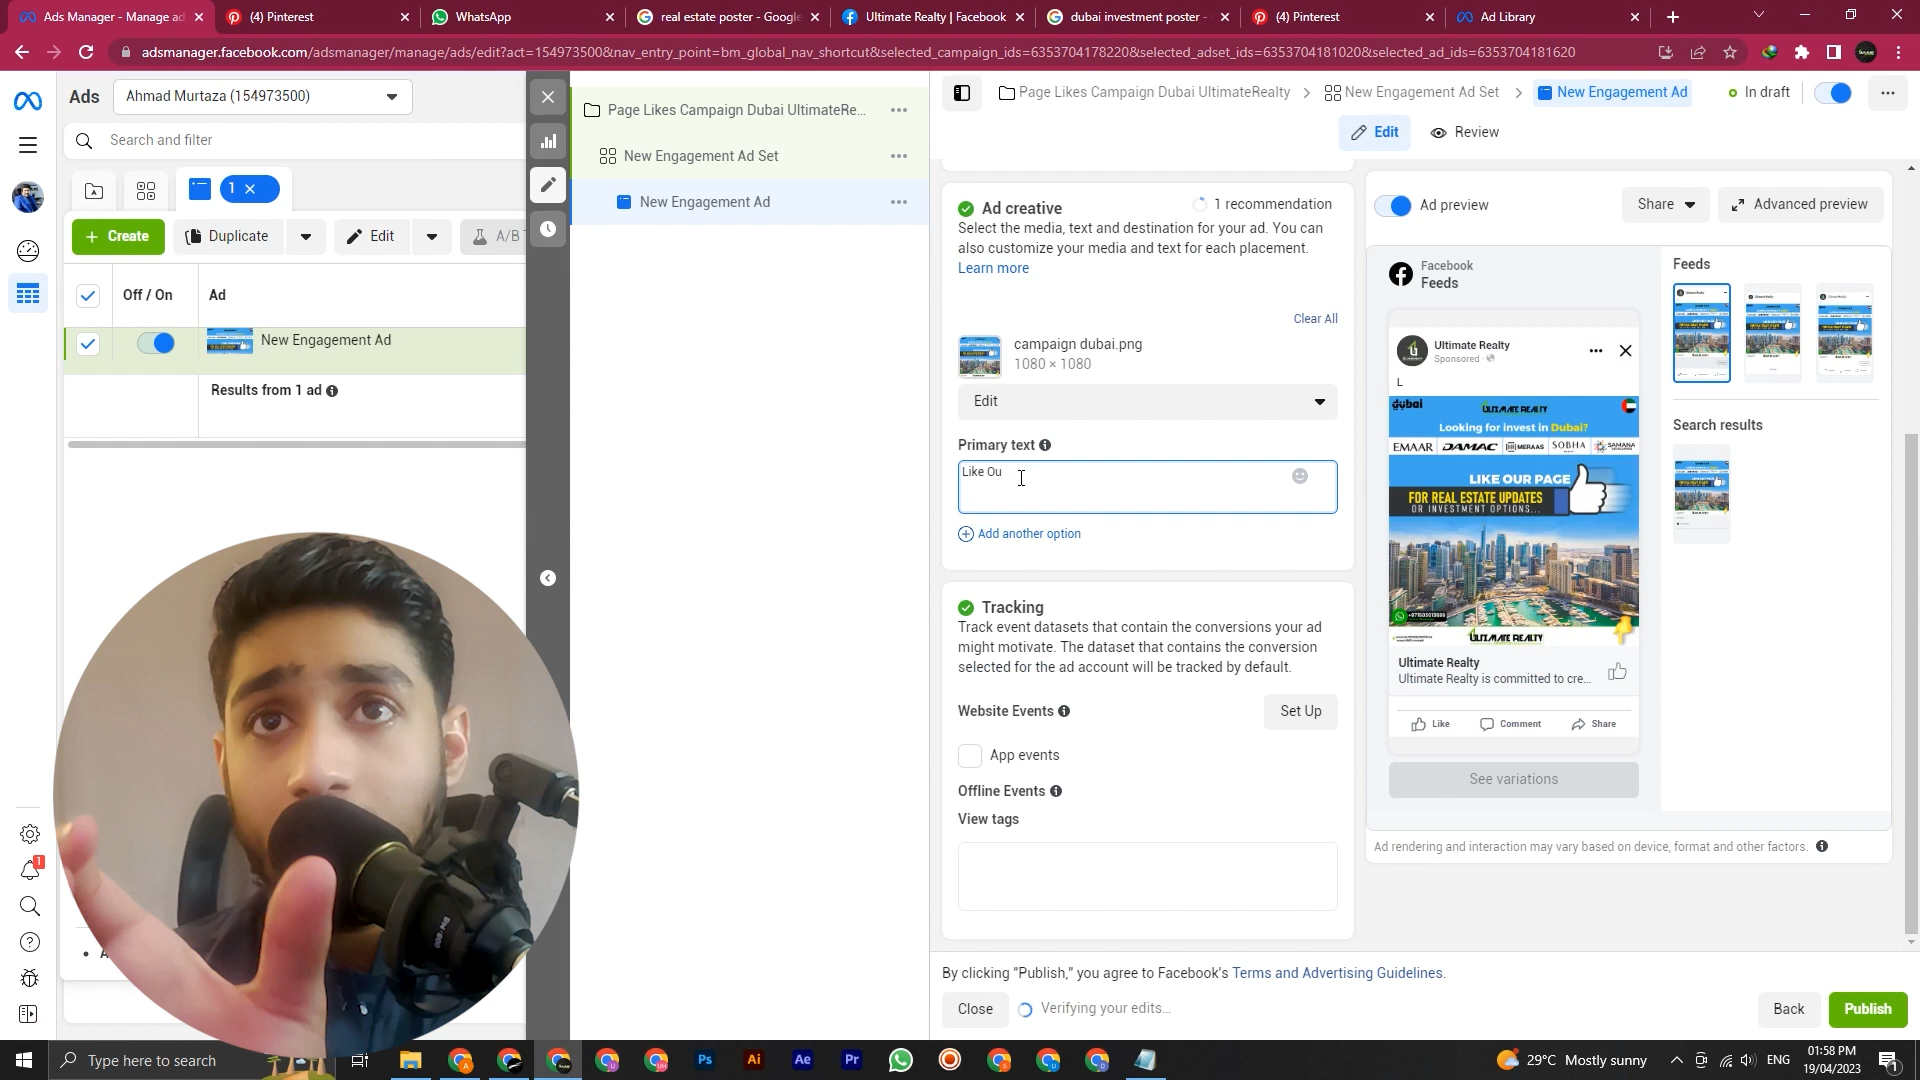 Ads Manager - Manage ad
(4) Pinterest
WhatsApp
real estate poster - Google
Ultimate Realty | Facebook
dubai investment poster -
(4) Pinterest
Ad Library
adsmanager.facebook.com/adsmanager/manage/ads/edit?act=154973500&nav_entry_point=bm_global_nav_shortcut&selected_campaign_ids=6353704178220&selected_adset_ids=6353704181020&selected_ad_ids=6353704181620
Ads
Ahmad Murtaza (154973500)
Search and filter
1
Create
Duplicate
Edit
A/B T
Off / On
Ad
New Engagement Ad
Results from 1 ad
Page Likes Campaign Dubai UltimateRe...
New Engagement Ad Set
New Engagement Ad
Page Likes Campaign Dubai UltimateRealty
New Engagement Ad Set
New Engagement Ad
In draft
Edit
Review
Ad creative
1 recommendation
Select the media, text and destination for your ad. You can
also customize your media and text for each placement.
Learn more
Clear All
campaign dubai.png
1080 × 1080
Edit
Primary text
Like Ou
Add another option
Tracking
Track event datasets that contain the conversions your ad
might motivate. The dataset that contains the conversion
selected for the ad account will be tracked by default.
Website Events
Set Up
App events
Offline Events
View tags
By clicking "Publish," you agree to Facebook's Terms and Advertising Guidelines.
Close
Verifying your edits...
Back
Publish
Ad preview
Share
Advanced preview
Facebook
Feeds
Ultimate Realty
Sponsored
L
dubai
ULTIMATE REALTY
Looking for invest in Dubai?
EMAAR
DAMAC
MERAAS
SOBHA
SAMANA
LIKE OUR PAGE
FOR REAL ESTATE UPDATES
OR INVESTMENT OPTIONS...
ULTIMATE REALTY
Ultimate Realty
Ultimate Realty is committed to cre...
Like
Comment
Share
See variations
Feeds
Search results
Ad rendering and interaction may vary based on device, format and other factors.
1
Type here to search
Ps
Ai
Ae
Pr
29°C Mostly sunny
ENG
01:58 PM
19/04/2023
1